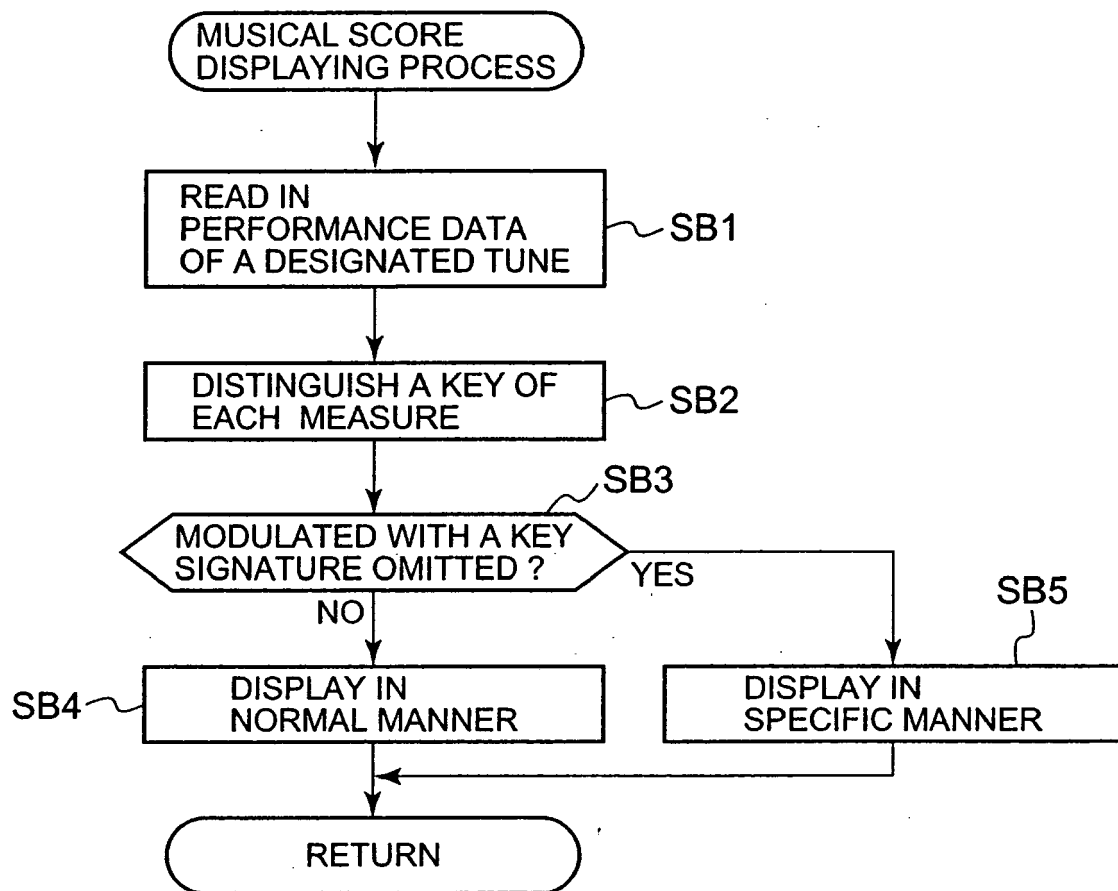 MUSICAL SCORE
DISPLAYING PROCESS
READ IN
PERFORMANCE DATA
OF A DESIGNATED TUNE
SB1
DISTINGUISH A KEY OF
EACH MEASURE
SB2
SB3
MODULATED WITH A KEY
SIGNATURE OMITTED ?
YES
NO
SB5
SB4
DISPLAY IN
NORMAL MANNER
DISPLAY IN
SPECIFIC MANNER
RETURN